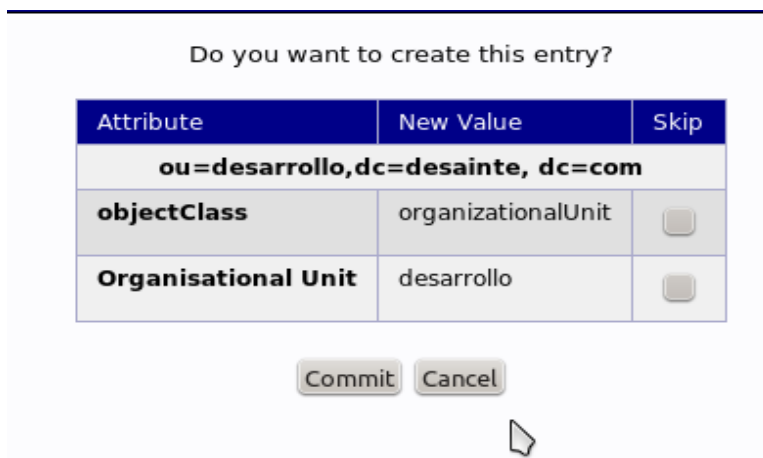 Do you want to create this entry?
Attribute New Value Skip
ou=desarrollo,dc=desainte, dc=com
objectClass organizationalUnit
Organisational Unit desarrollo
Commit Cancel